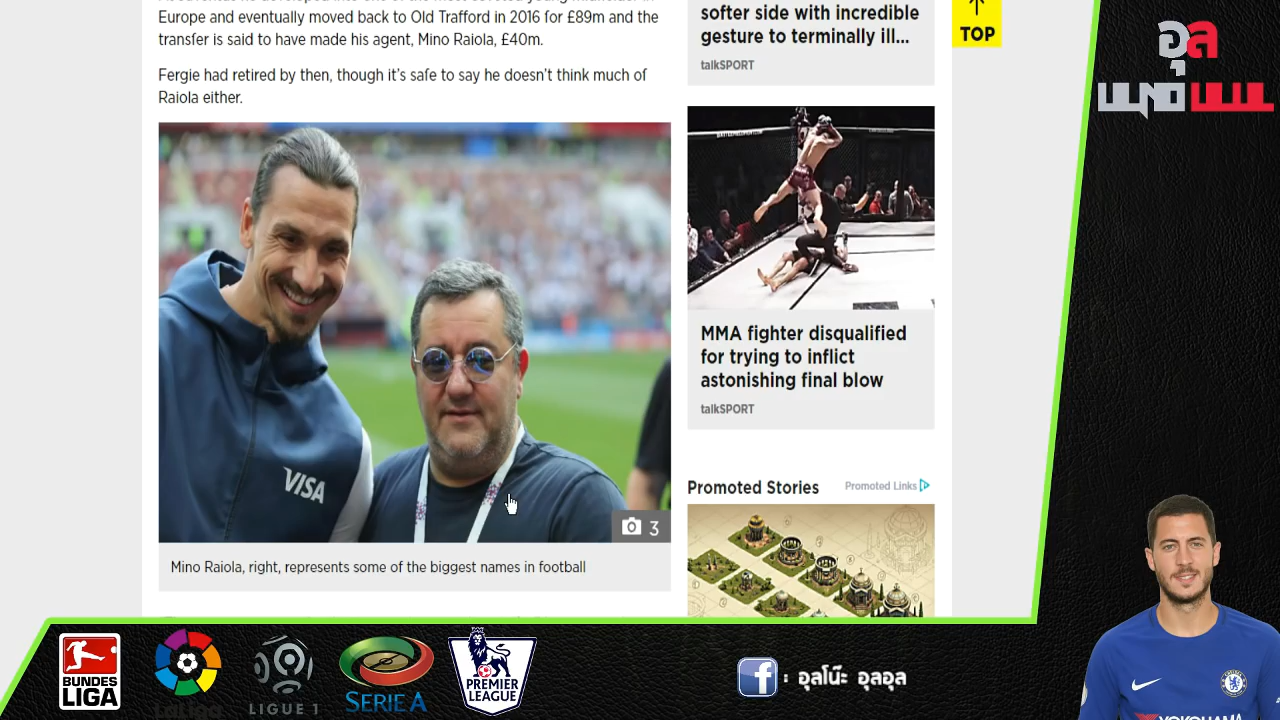 Europe and eventually moved back to Old Trafford in 2016 for £89m and the
transfer is said to have made his agent, Mino Raiola, £40m.
Fergie had retired by then, though it's safe to say he doesn't think much of
Raiola either.
VISA
3
Mino Raiola, right, represents some of the biggest names in football
softer side with incredible
gesture to terminally ill...
talkSPORT
MMA fighter disqualified
for trying to inflict
astonishing final blow
talkSPORT
Promoted Stories
Promoted Links
TOP
BUNDES
LIGA
LaLiga
LIGUE 1
SERIE A
PREMIER
LEAGUE
f : อุลโน๊ะ อุลอุล
YOKOHAMA